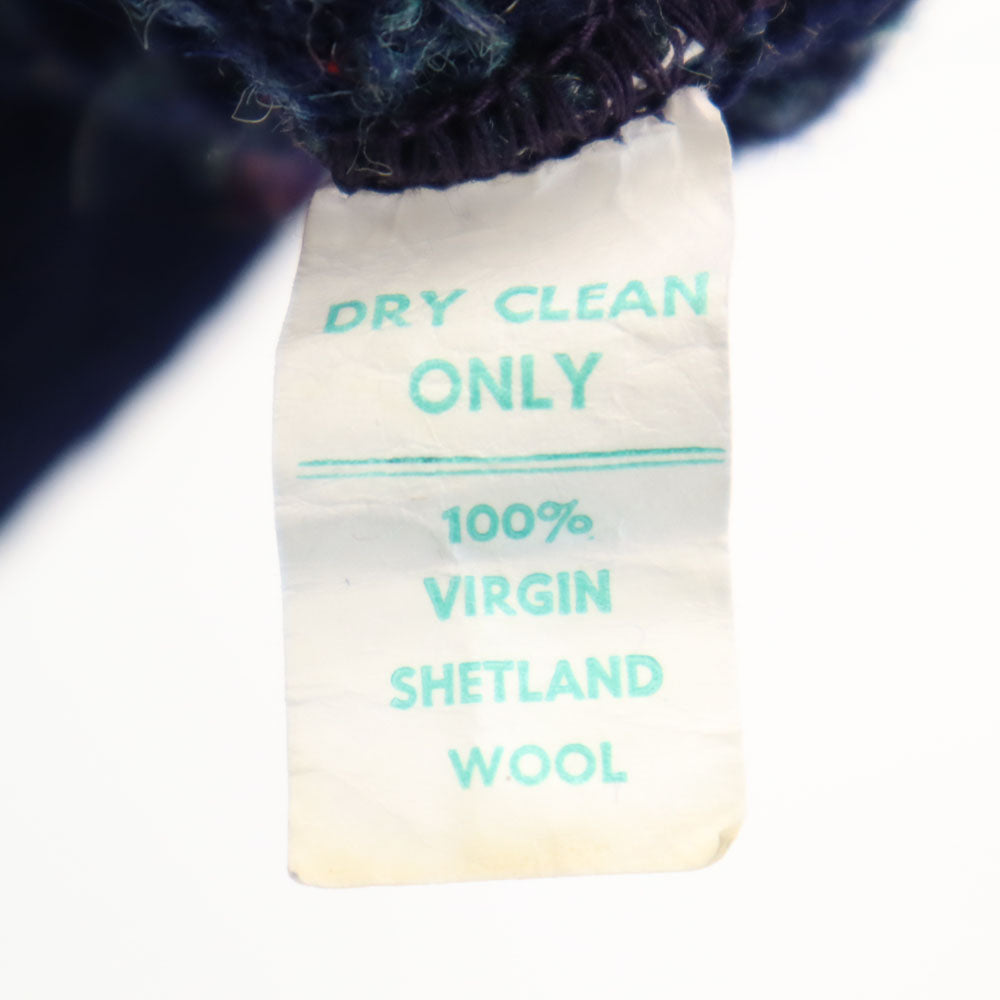 DRY CLEAN
ONLY
100%
VIRGIN
SHETLAND
WOOL